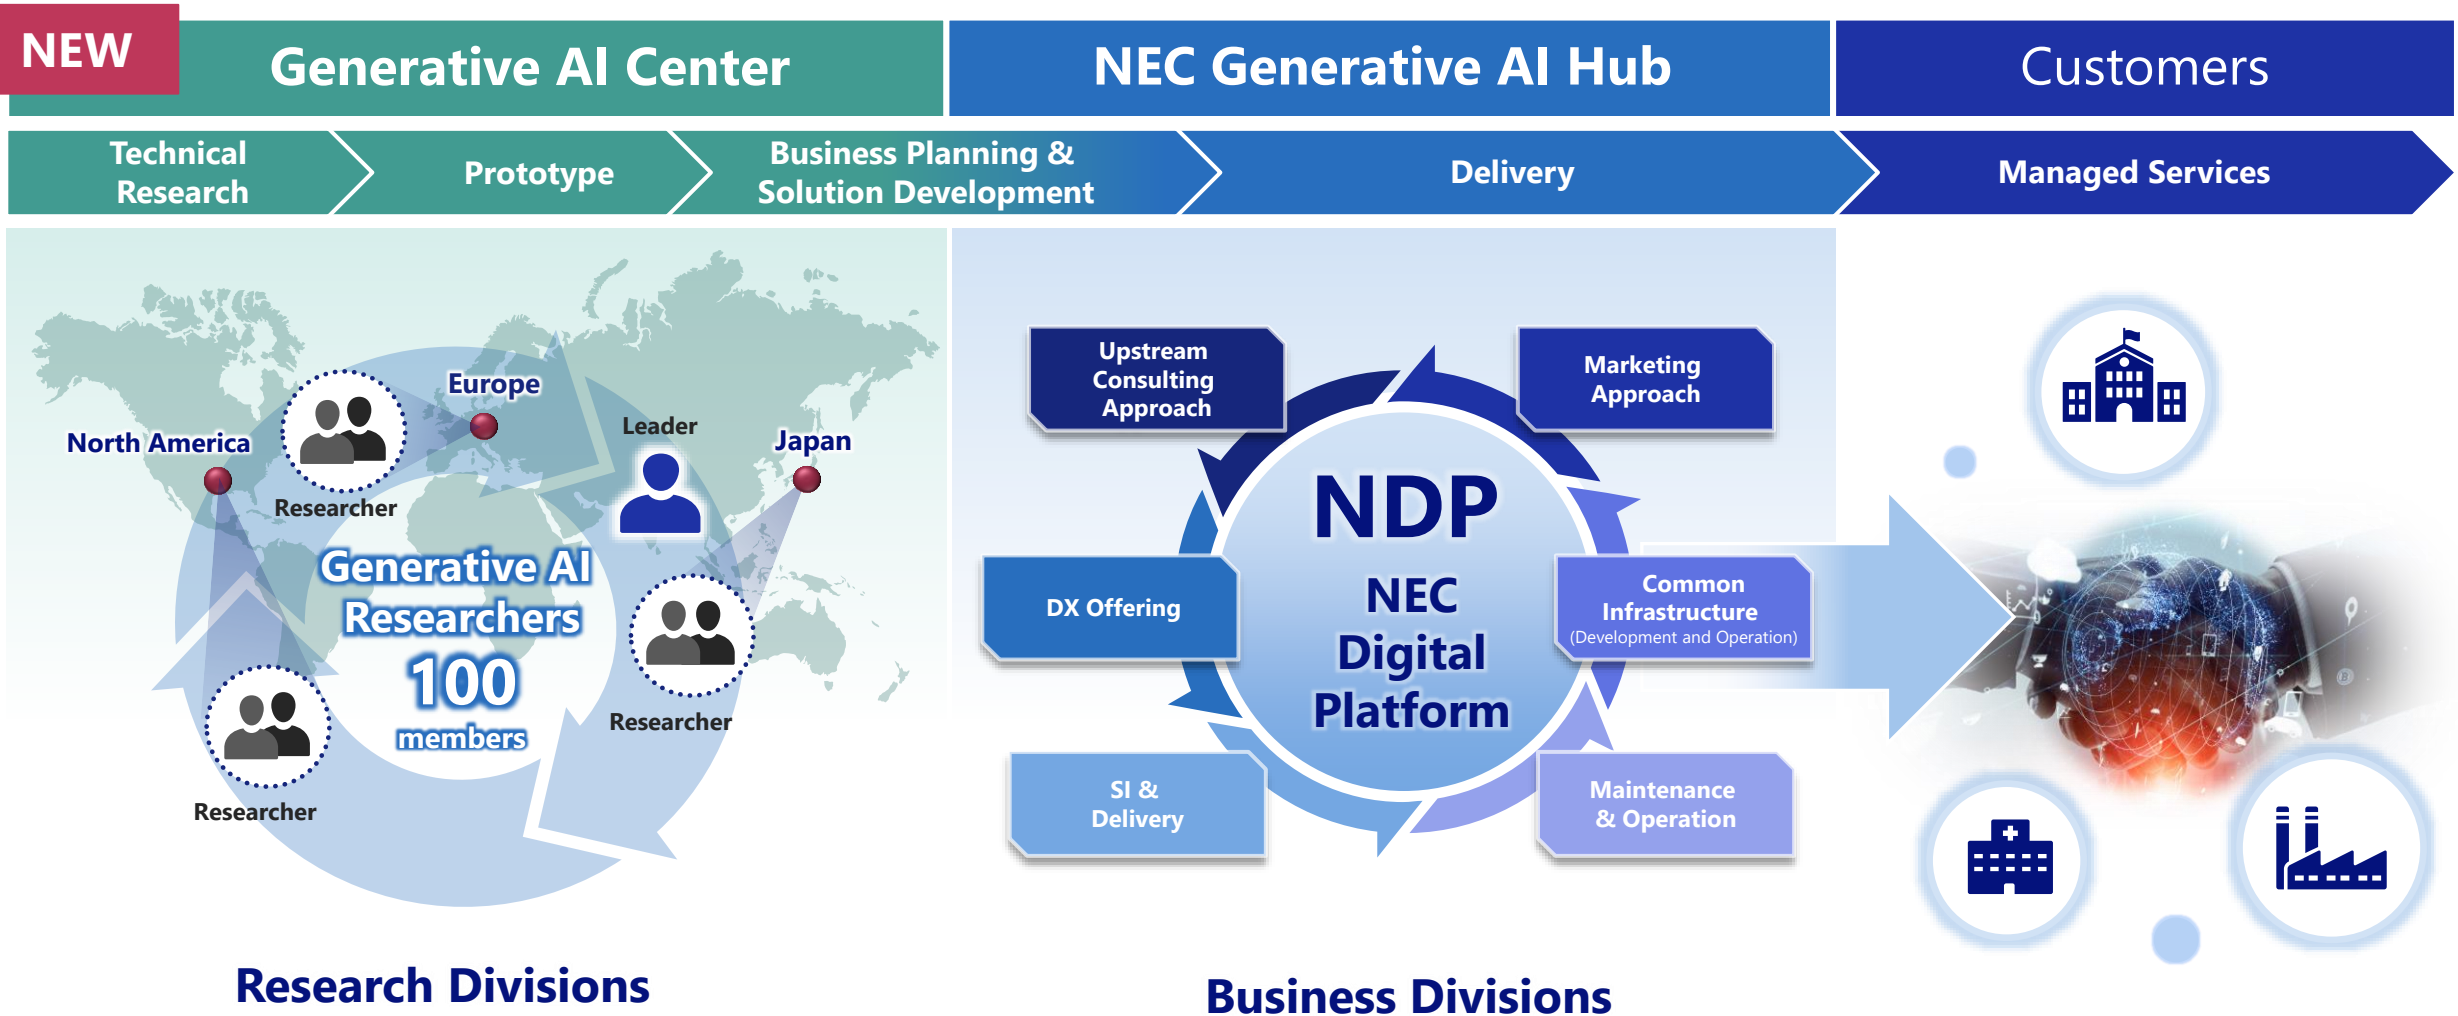 NEW
Generative AI Center
NEC Generative AI Hub
Customers
Technical
Research
Prototype
Business Planning &
Solution Development
Delivery
Managed Services
North America
Europe
Leader
Japan
Researcher
Generative AI
Researchers
100
members
Researcher
Researcher
Research Divisions
Upstream
Consulting
Approach
Marketing
Approach
DX Offering
NDP
NEC
Digital
Platform
Common
Infrastructure
(Development and Operation)
SI &
Delivery
Maintenance
& Operation
Business Divisions